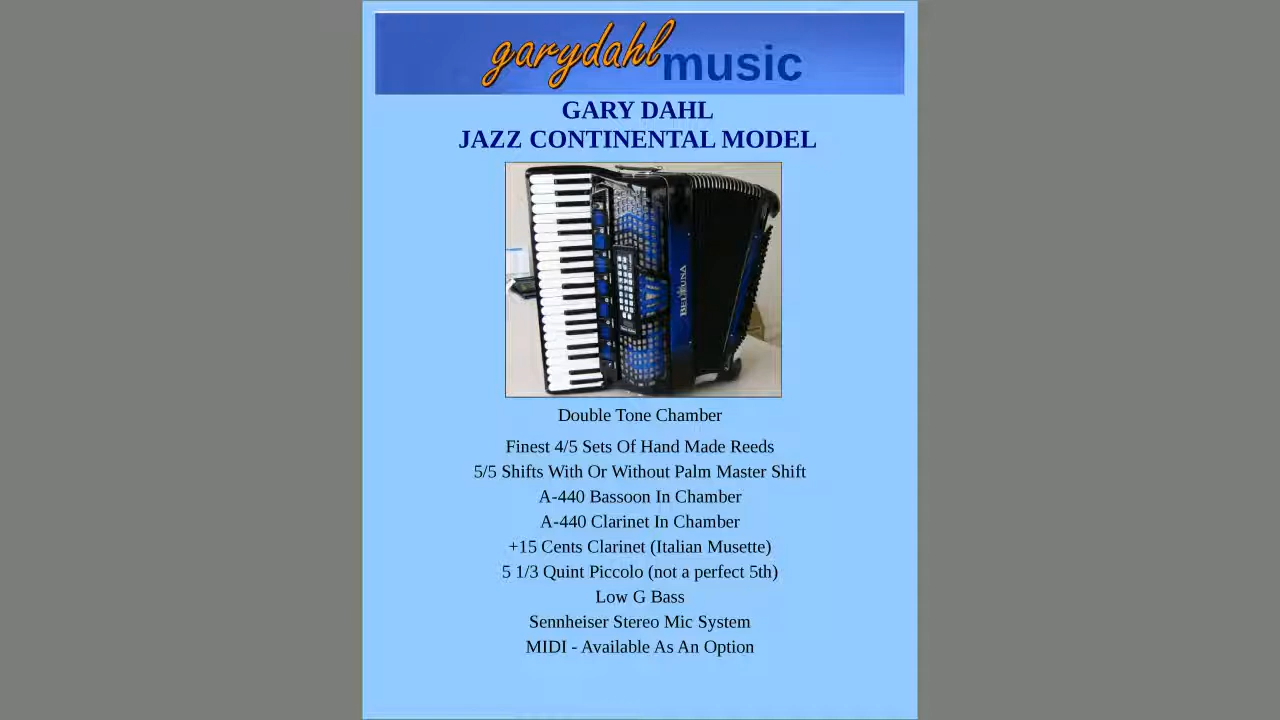 garydahl music
GARY DAHL
JAZZ CONTINENTAL MODEL
BELTUNA
Double Tone Chamber
Finest 4/5 Sets Of Hand Made Reeds
5/5 Shifts With Or Without Palm Master Shift
A-440 Bassoon In Chamber
A-440 Clarinet In Chamber
+15 Cents Clarinet (Italian Musette)
5 1/3 Quint Piccolo (not a perfect 5th)
Low G Bass
Sennheiser Stereo Mic System
MIDI - Available As An Option